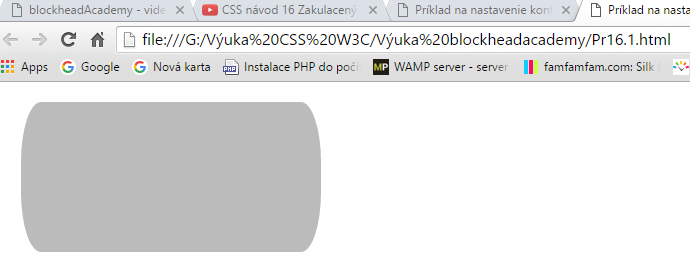 blockheadAcademy - vide CSS návod 16 Zakulacený Príklad na nastavenie kont Príklad na nasta
file:///G:/Výuka%20CSS%20W3C/Výuka%20blockheadacademy/Pr16.1.html
Apps Google Nová karta Instalace PHP do počí MP WAMP server - server famfamfam.com: Silk